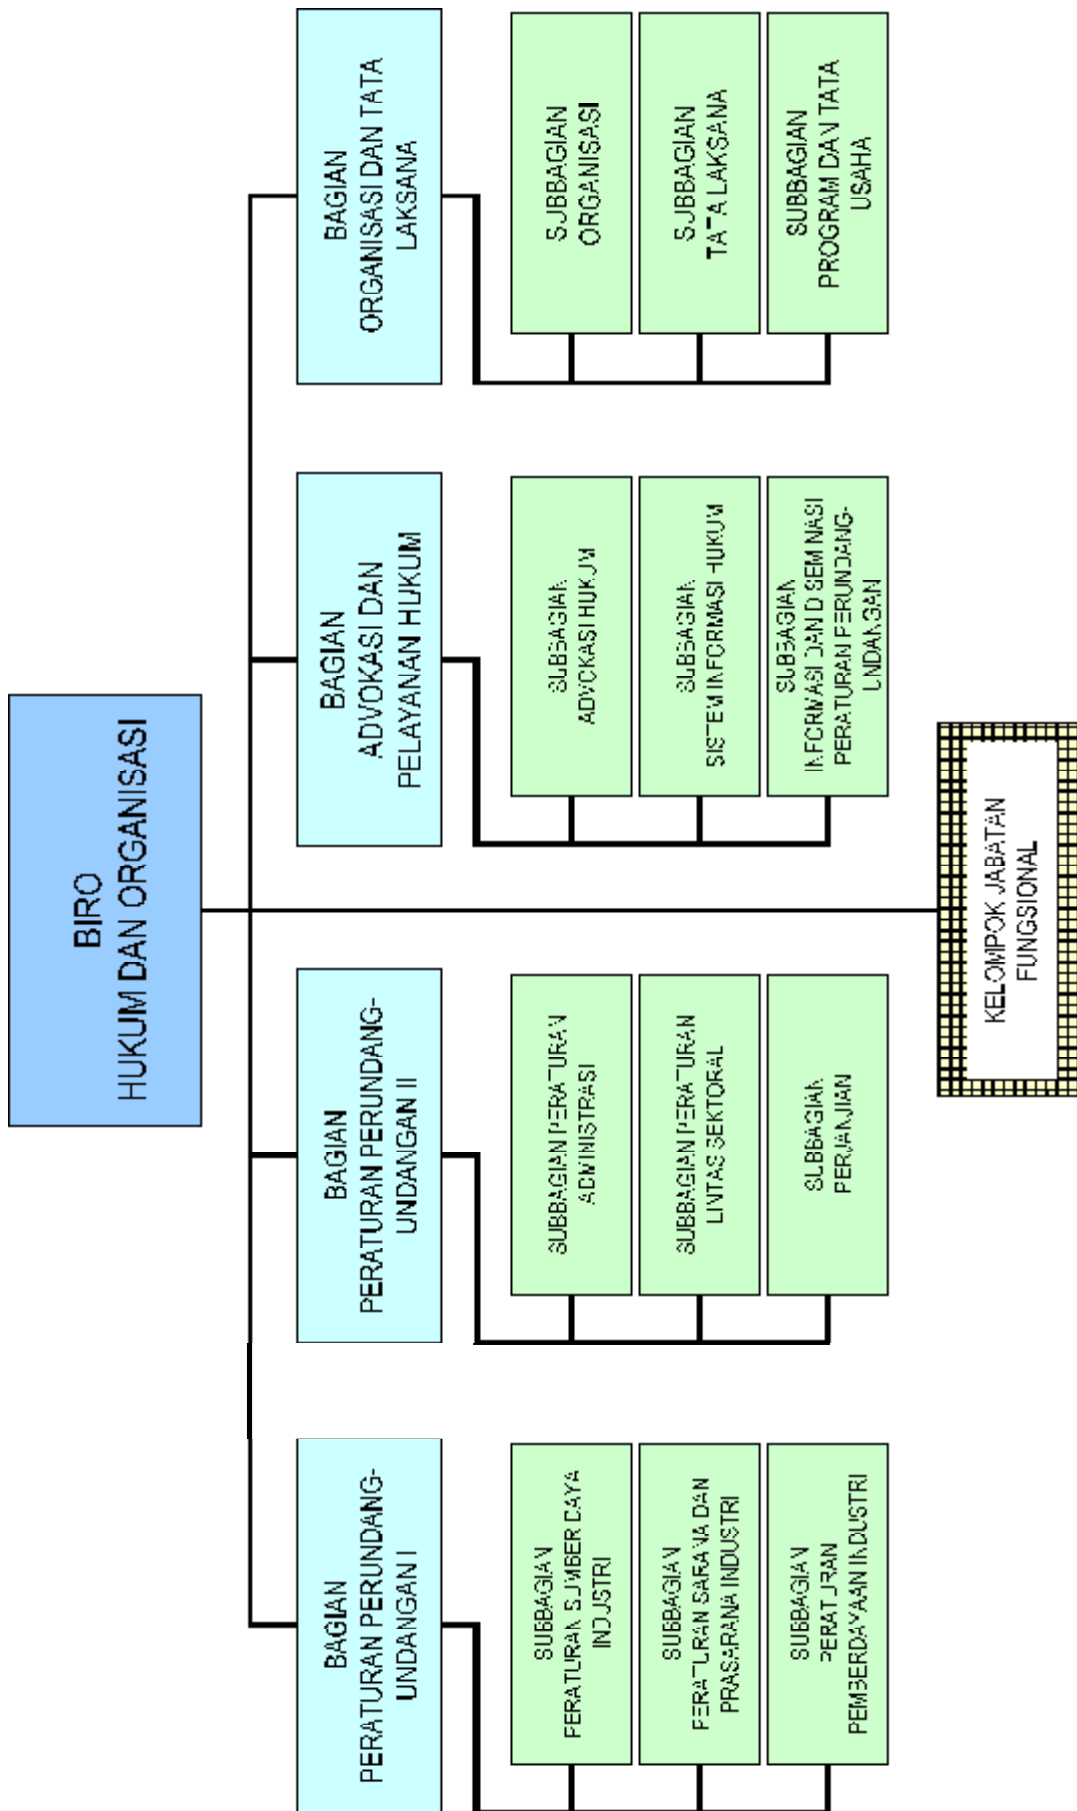 BIRO
HUKUM DAN ORGANISASI
BAGIAN
PERATURAN PERUNDANG-
UNDANGAN I
BAGIAN
PERATURAN PERUNDANG-
UNDANGAN II
BAGIAN
ADVOKASI DAN
PELAYANAN HUKUM
BAGIAN
ORGANISASI DAN TATA
LAKSANA
SUBBAGIAN
PERATURAN SUMBER DAYA
INDUSTRI
SUBBAGIAN
PERATURAN SARANA DAN
PRASARANA INDUSTRI
SUBBAGIAN
PERATURAN
PEMBERDAYAAN INDUSTRI
SUBBAGIAN PERATURAN
ADMINISTRASI
SUBBAGIAN PERATURAN
LINTAS SEKTORAL
SUBBAGIAN
PERJANJIAN
SUBBAGIAN
ADVOKASI HUKUM
SUBBAGIAN
SISTEM INFORMASI HUKUM
SUBBAGIAN
INFORMASI DAN DISEMINASI
PERATURAN PERUNDANG-
UNDANGAN
SUBBAGIAN
ORGANISASI
SUBBAGIAN
TATA LAKSANA
SUBBAGIAN
PROGRAM DAN TATA
USAHA
KELOMPOK JABATAN
FUNGSIONAL